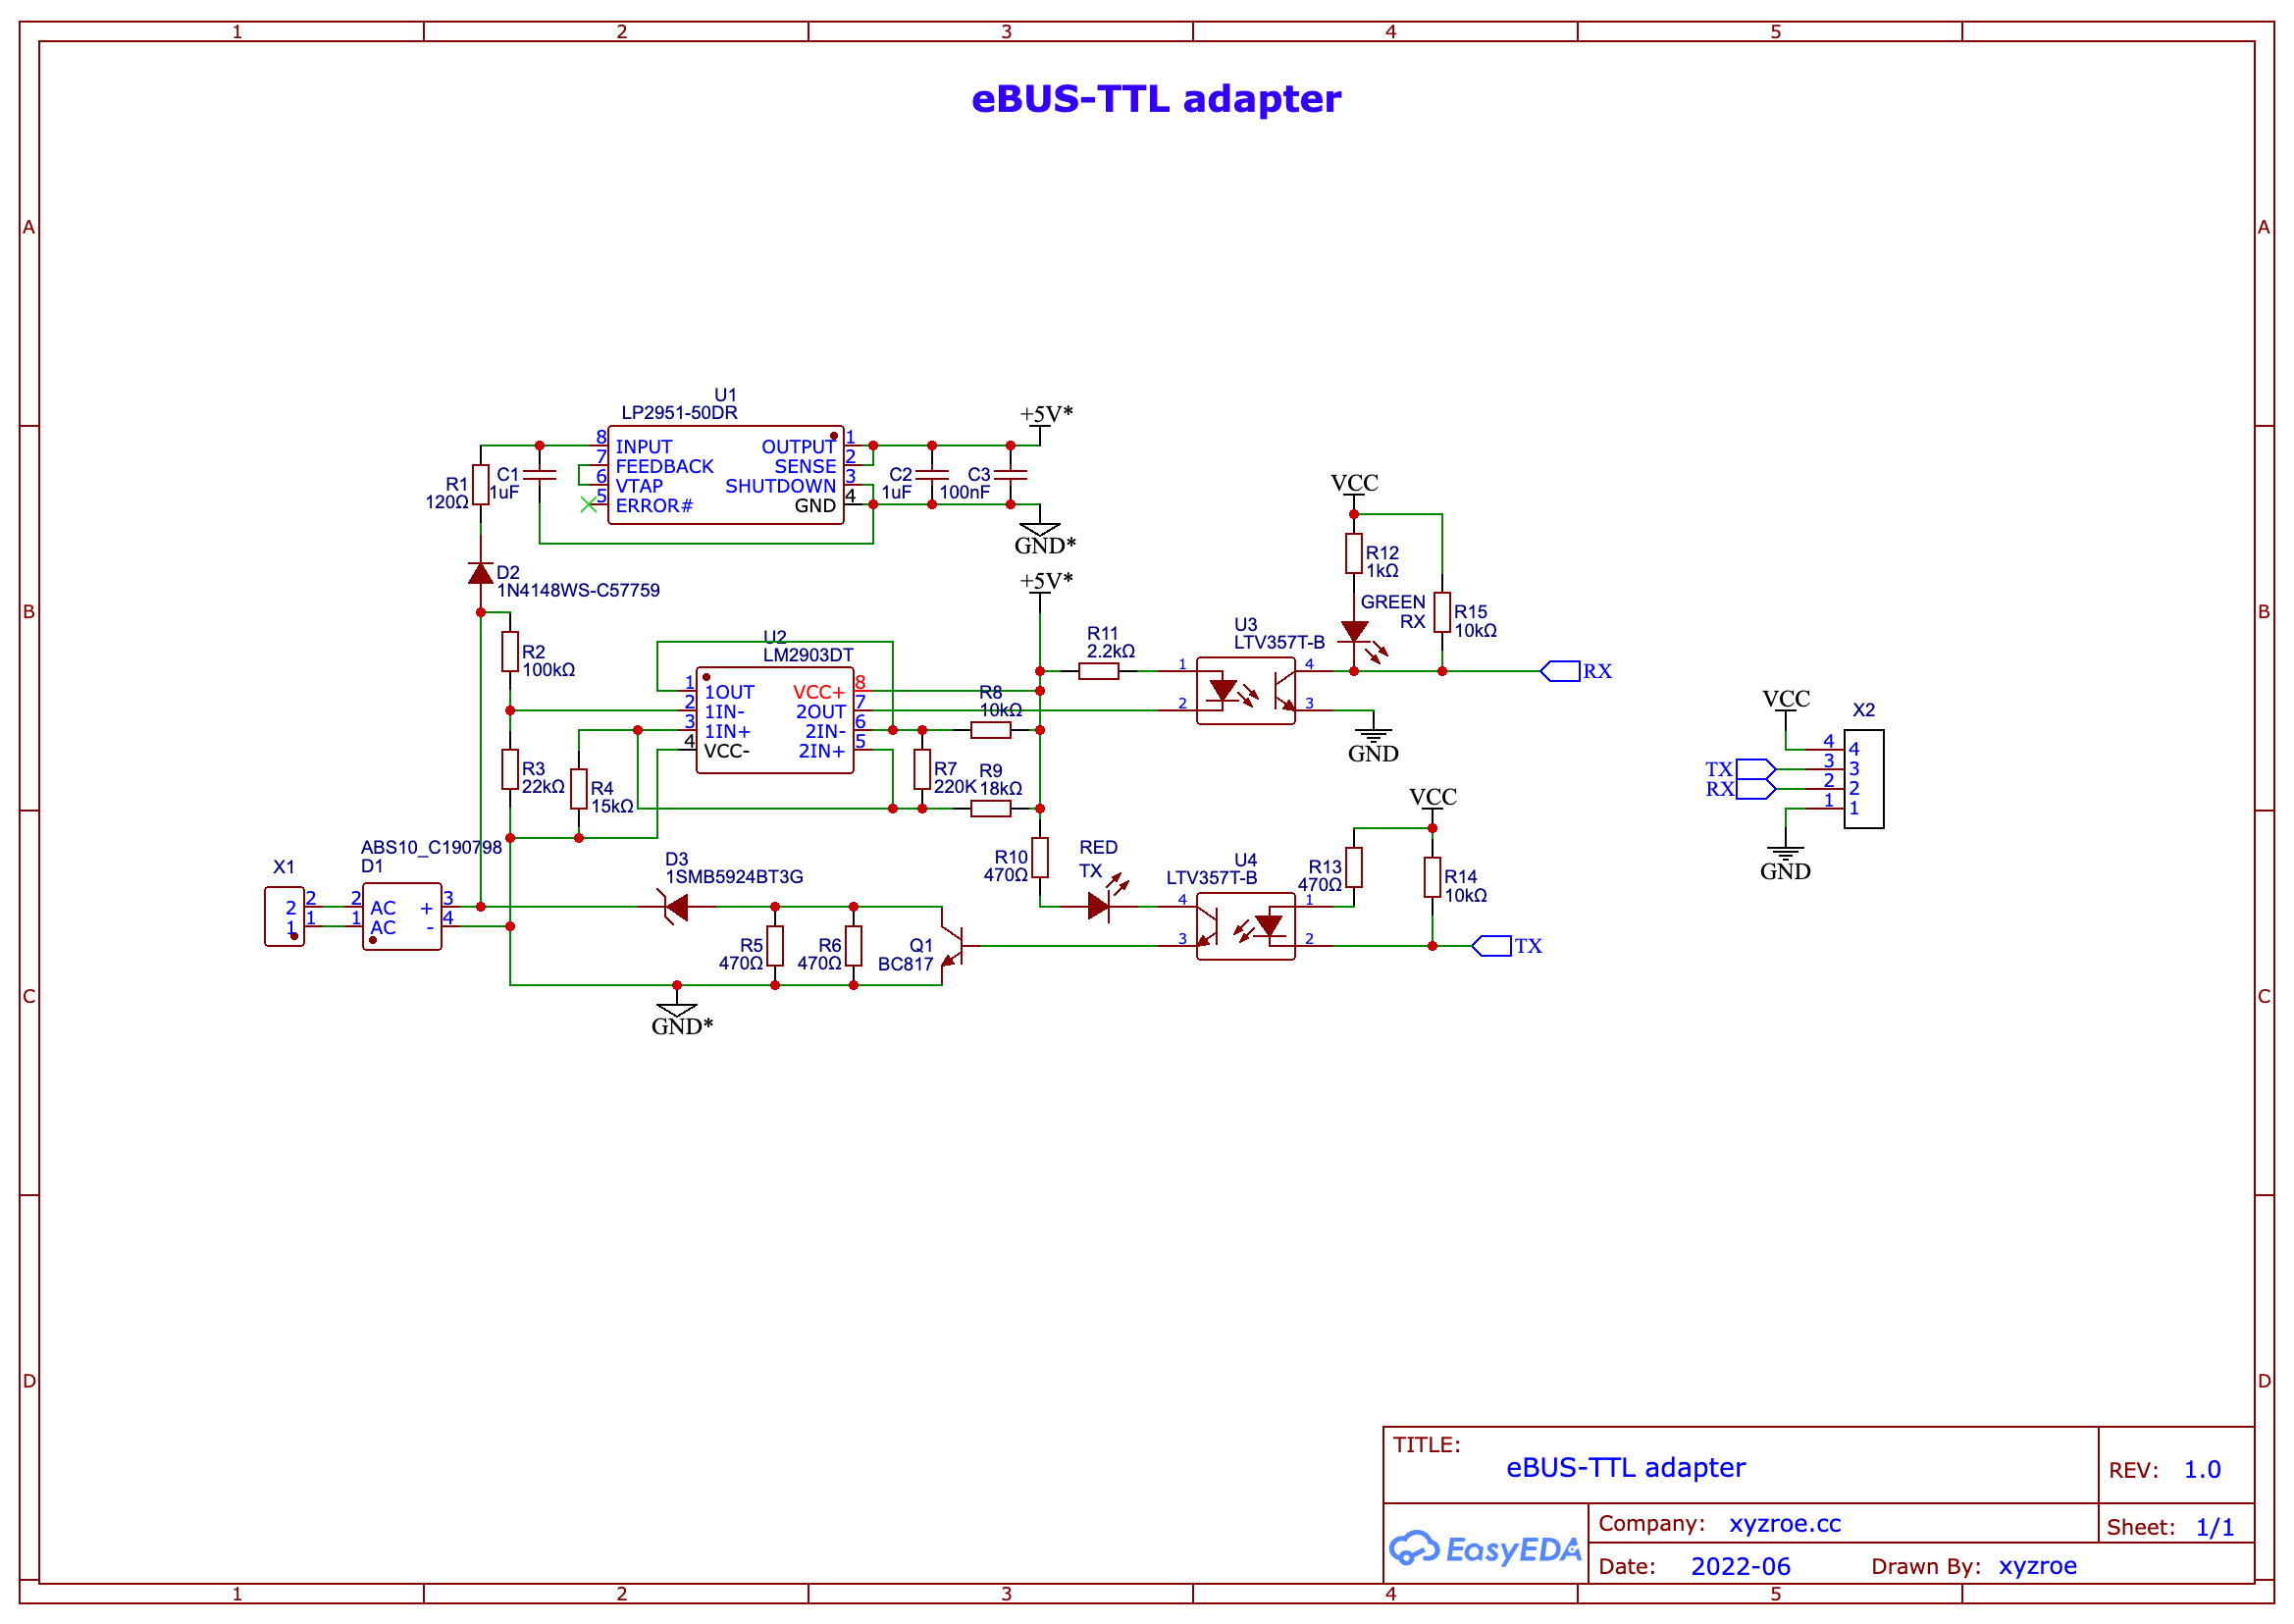 1 2 3 4 5
eBUS-TTL adapter
A A
U1
LP2951-50DR
+5V*
8 INPUT OUTPUT 1
7 FEEDBACK SENSE 2
6 VTAP SHUTDOWN 3
5 ERROR# GND 4
R1
120Ω
C1
1uF
C2
1uF
C3
100nF
GND*
D2
1N4148WS-C57759
+5V*
VCC
R12
1kΩ
GREEN
RX
R15
10kΩ
B B
R2
100kΩ
U2
LM2903DT
1 1OUT VCC+ 8
2 1IN- 2OUT 7
3 1IN+ 2IN- 6
4 VCC- 2IN+ 5
R11
2.2kΩ
U3
LTV357T-B
1 4
2 3
RX
GND
R8
10kΩ
R3
22kΩ
R4
15kΩ
R7
220K
R9
18kΩ
VCC
X2
4 4
TX 3 3
RX 2 2
1 1
GND
VCC
ABS10_C190798
D1
X1
2 2 2 AC + 3
1 1 1 AC - 4
D3
1SMB5924BT3G
R10
470Ω
RED
TX
U4
LTV357T-B
4 1
3 2
R13
470Ω
R14
10kΩ
R5
470Ω
R6
470Ω
Q1
BC817
TX
C C
GND*
D D
TITLE:
eBUS-TTL adapter
REV: 1.0
EasyEDA
Company: xyzroe.cc
Sheet: 1/1
Date: 2022-06 Drawn By: xyzroe
1 2 3 4 5